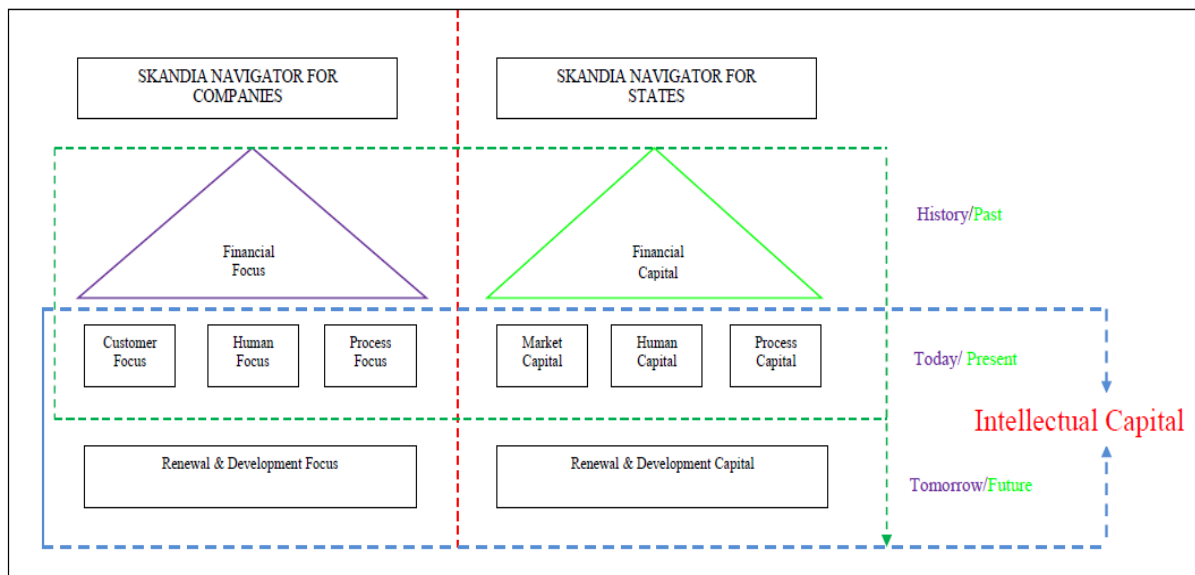 SKANDIA NAVIGATOR FOR
COMPANIES
SKANDIA NAVIGATOR FOR
STATES
Financial
Focus
Financial
Capital
History/Past
Customer
Focus
Human
Focus
Process
Focus
Market
Capital
Human
Capital
Process
Capital
Today/ Present
Intellectual Capital
Renewal & Development Focus
Renewal & Development Capital
Tomorrow/Future